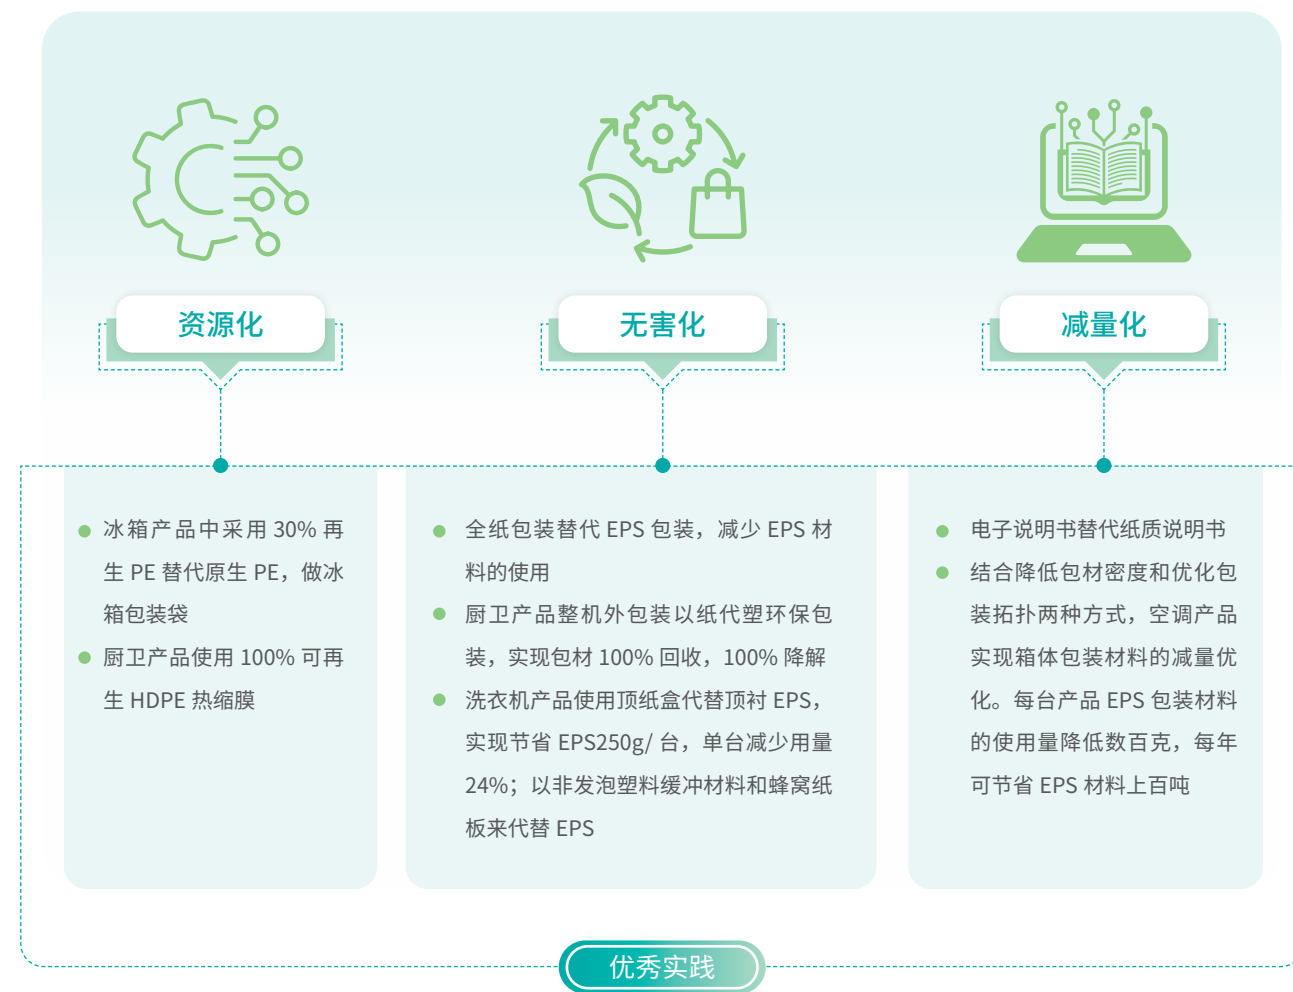 资源化
冰箱产品中采用 30% 再
生 PE 替代原生 PE，做冰
箱包装袋
厨卫产品使用 100% 可再
生 HDPE 热缩膜
无害化
全纸包装替代 EPS 包装，减少 EPS 材
料的使用
厨卫产品整机外包装以纸代塑环保包
装，实现包材 100% 回收，100% 降解
洗衣机产品使用顶纸盒代替顶衬 EPS，
实现节省 EPS250g/ 台，单台减少用量
24%；以非发泡塑料缓冲材料和蜂窝纸
板来代替 EPS
减量化
电子说明书替代纸质说明书
结合降低包材密度和优化包
装拓扑两种方式，空调产品
实现箱体包装材料的减量优
化。每台产品 EPS 包装材料
的使用量降低数百克，每年
可节省 EPS 材料上百吨
优秀实践